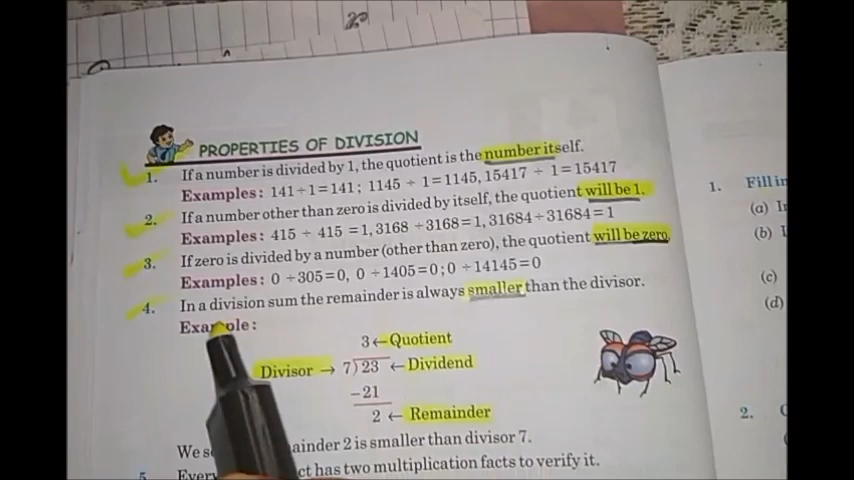 20
PROPERTIES OF DIVISION
1. If a number is divided by 1, the quotient is the number itself.
Examples: 141÷1=141; 1145 ÷ 1=1145, 15417 ÷ 1=15417
2. If a number other than zero is divided by itself, the quotient will be 1.
Examples: 415 ÷ 415 =1, 3168 ÷3168=1, 31684÷31684=1
3. If zero is divided by a number (other than zero), the quotient will be zero.
Examples: 0 ÷305=0, 0 ÷1405=0; 0 ÷14145=0
4. In a division sum the remainder is always smaller than the divisor.
Example:
3 ← Quotient
Divisor → 7) 23 ← Dividend
−21
2 ← Remainder
We 2 is smaller than divisor 7.
5. has two multiplication facts to verify it.
1. Fill in
(a)
(b)
(c)
(d)
2.